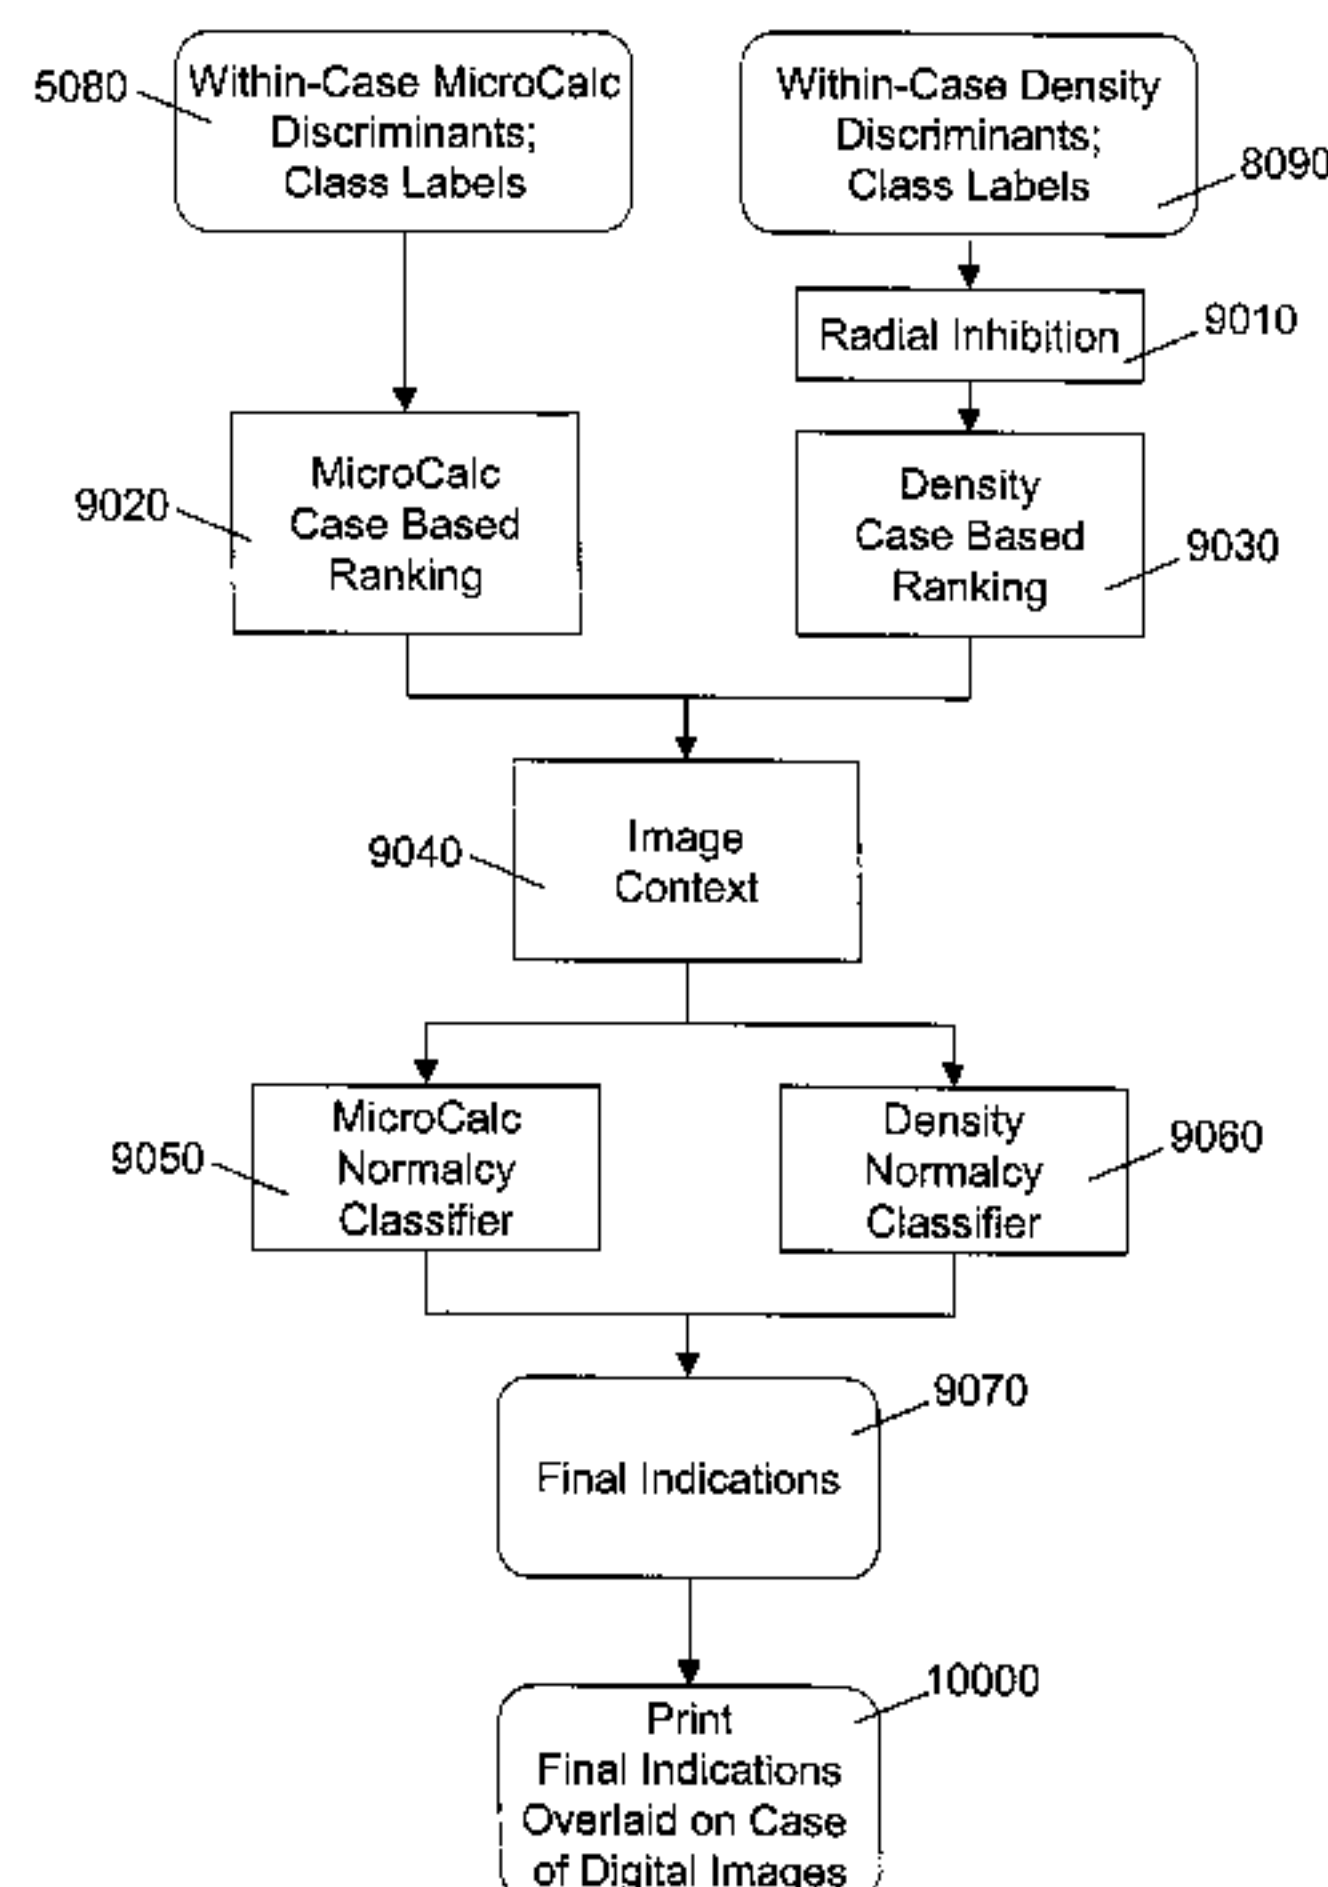 5080
Within-Case MicroCalc
Discriminants;
Class Labels
Within-Case Density
Discriminants;
Class Labels
8090
Radial Inhibition
9010
9020
MicroCalc
Case Based
Ranking
Density
Case Based
Ranking
9030
9040
Image
Context
9050
MicroCalc
Normalcy
Classifier
Density
Normalcy
Classifier
9060
9070
Final Indications
10000
Print
Final Indications
Overlaid on Case
of Digital Images